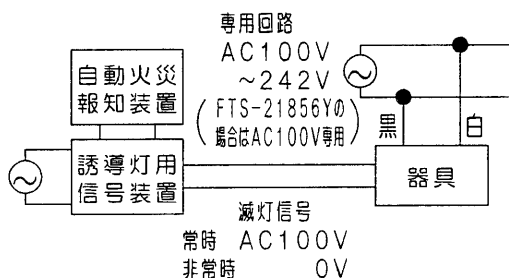 専用回路
AC100V
~242V
(FTS-21856Yの
場合はAC100V専用)
自動火災
報知装置
黒
白
誘導灯用
信号装置
器具
滅灯信号
常時 AC100V
非常時 0V